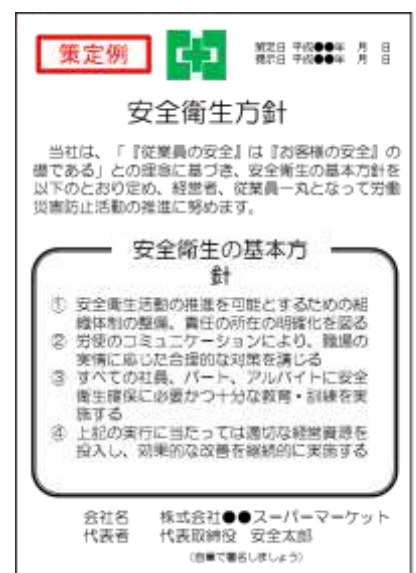 策定例
策定日 平成●●年 月 日
掲示日 平成●●年 月 日
安全衛生方針
当社は、「『従業員の安全』は『お客様の安全』の
礎である」との理念に基づき、安全衛生の基本方針を
以下のとおり定め、経営者、従業員一丸となって労働
災害防止活動の推進に努めます。
安全衛生の基本方
針
① 安全衛生活動の推進を可能とするための組
織体制の整備、責任の所在の明確化を図る
② 労使のコミュニケーションにより、職場の
実情に応じた合理的な対策を講じる
③ すべての社員、パート、アルバイトに安全
衛生確保に必要かつ十分な教育・訓練を実
施する
④ 上記の実行に当たっては適切な経営資源を
投入し、効果的な改善を継続的に実施する
会社名 株式会社●●スーパーマーケット
代表者 代表取締役 安全太郎
（自筆で署名しましょう）